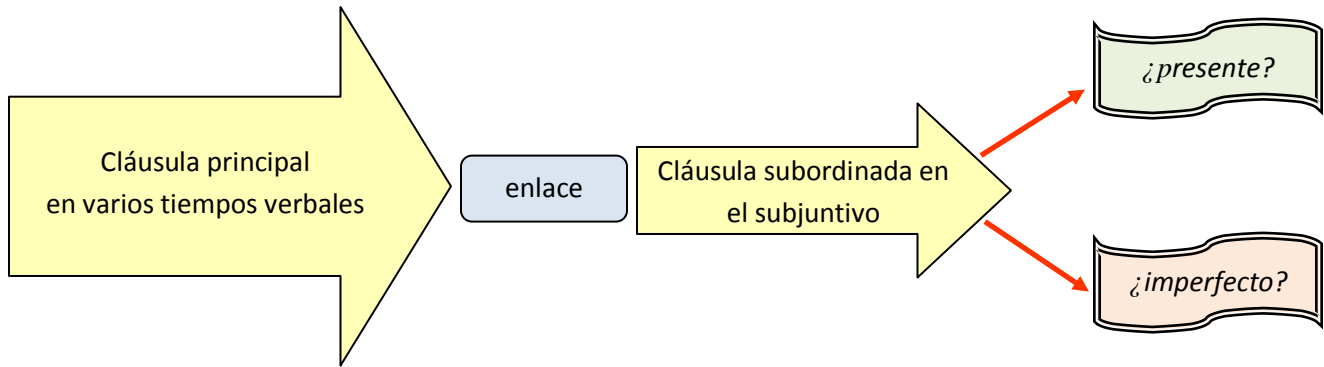 Cláusula principal
en varios tiempos verbales
enlace
Cláusula subordinada en
el subjuntivo
¿presente?
¿imperfecto?